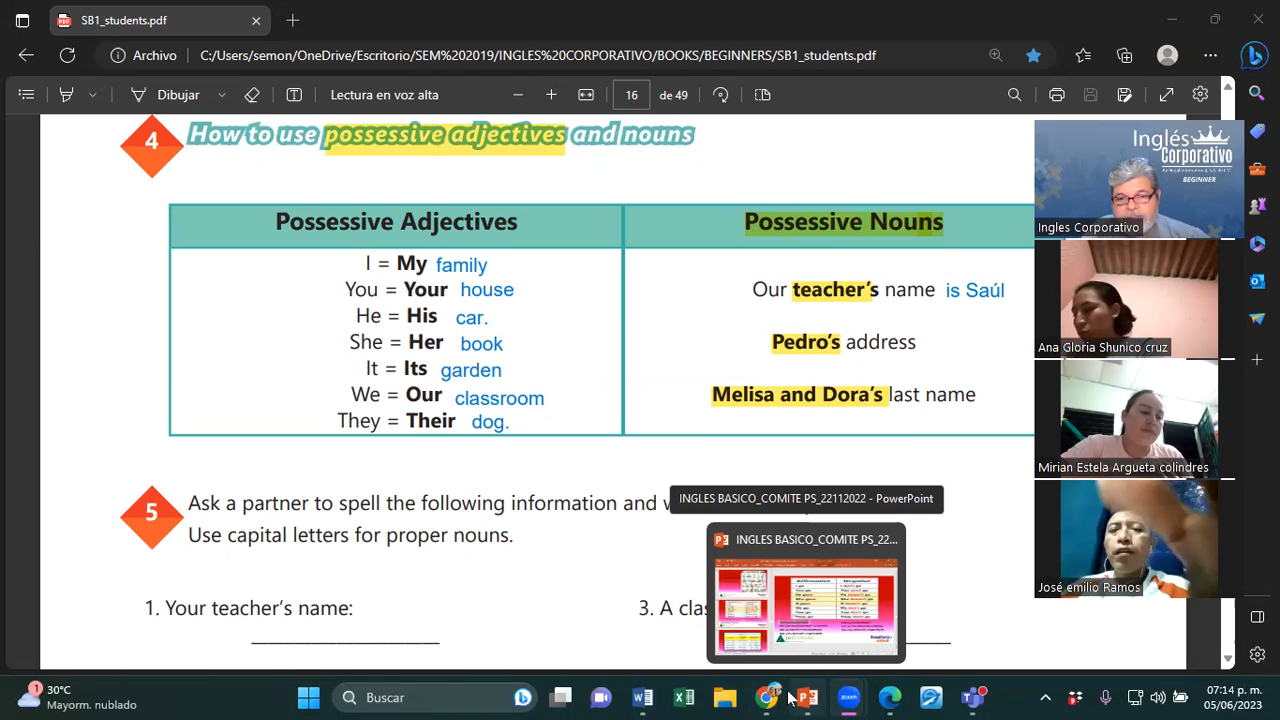 SB1_students.pdf
Archivo
C:/Users/semon/OneDrive/Escritorio/SEM%202019/INGLES%20CORPORATIVO/BOOKS/BEGINNERS/SB1_students.pdf
Dibujar
Lectura en voz alta
16
de 49
4
How to use possessive adjectives and nouns
Possessive Adjectives
Possessive Nouns
I = My family
You = Your house
He = His car.
She = Her book
It = Its garden
We = Our classroom
They = Their dog.
Our teacher's name is Saúl
Pedro's address
Melisa and Dora's last name
5
Ask a partner to spell the following information and
Use capital letters for proper nouns.
1. Your teacher's name:
3. A
INGLES BASICO_COMITE PS_22112022 - PowerPoint
INGLES BASICO_COMITE PS_22...
Inglés
Corporativo
BEGINNER
Ingles Corporativo
Ana Gloria Shunico cruz
Mirian Estela Argueta colindres
José emilio Ramos
1
30°C
Mayorm. nublado
Buscar
07:14 p. m.
05/06/2023